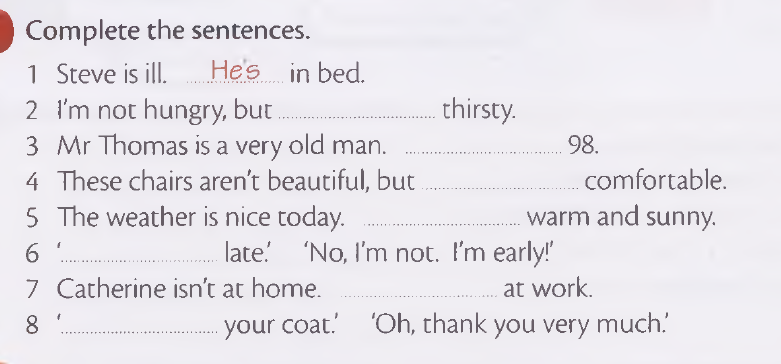 Complete the sentences.
1 Steve is ill. He's in bed.
2 I'm not hungry, but .................... thirsty.
3 Mr Thomas is a very old man. .................... 98.
4 These chairs aren't beautiful, but .................... comfortable.
5 The weather is nice today. .................... warm and sunny.
6 '.................... late.' 'No, I'm not. I'm early!'
7 Catherine isn't at home. .................... at work.
8 '.................... your coat.' 'Oh, thank you very much.'